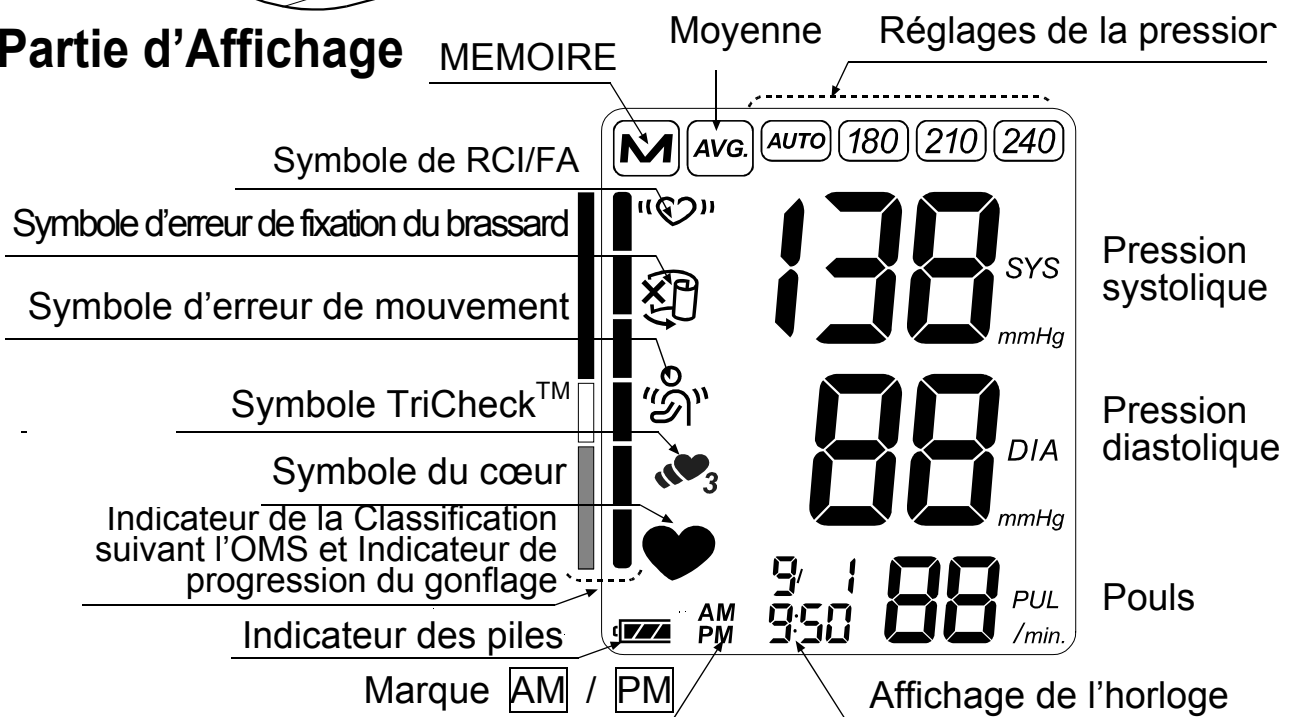 Partie d’Affichage
MEMOIRE
Moyenne
Réglages de la pression
M AVG. AUTO 180 210 240
Symbole de RCI/FA
Symbole d’erreur de fixation du brassard
138 SYS mmHg
Pression
systolique
Symbole d’erreur de mouvement
Symbole TriCheck™
3
88 DIA mmHg
Pression
diastolique
Symbole du cœur
Indicateur de la Classification
suivant l’OMS et Indicateur de
progression du gonflage
9/ 1
AM
PM
9:50
88 PUL /min.
Pouls
Indicateur des piles
Marque AM / PM
Affichage de l’horloge